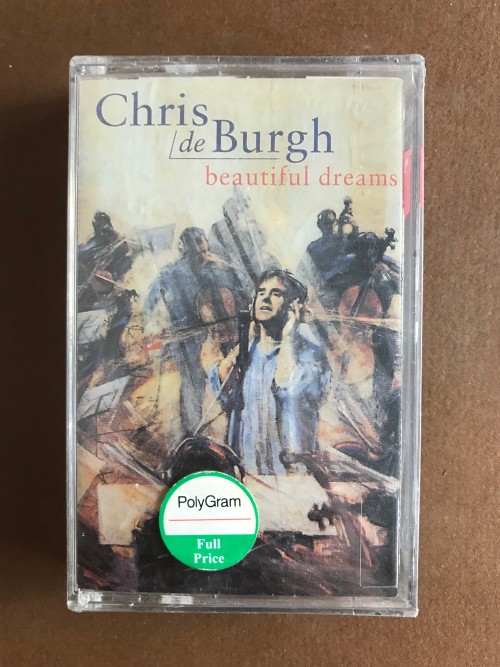 Chris
de Burgh
beautiful dreams
PolyGram
Full
Price